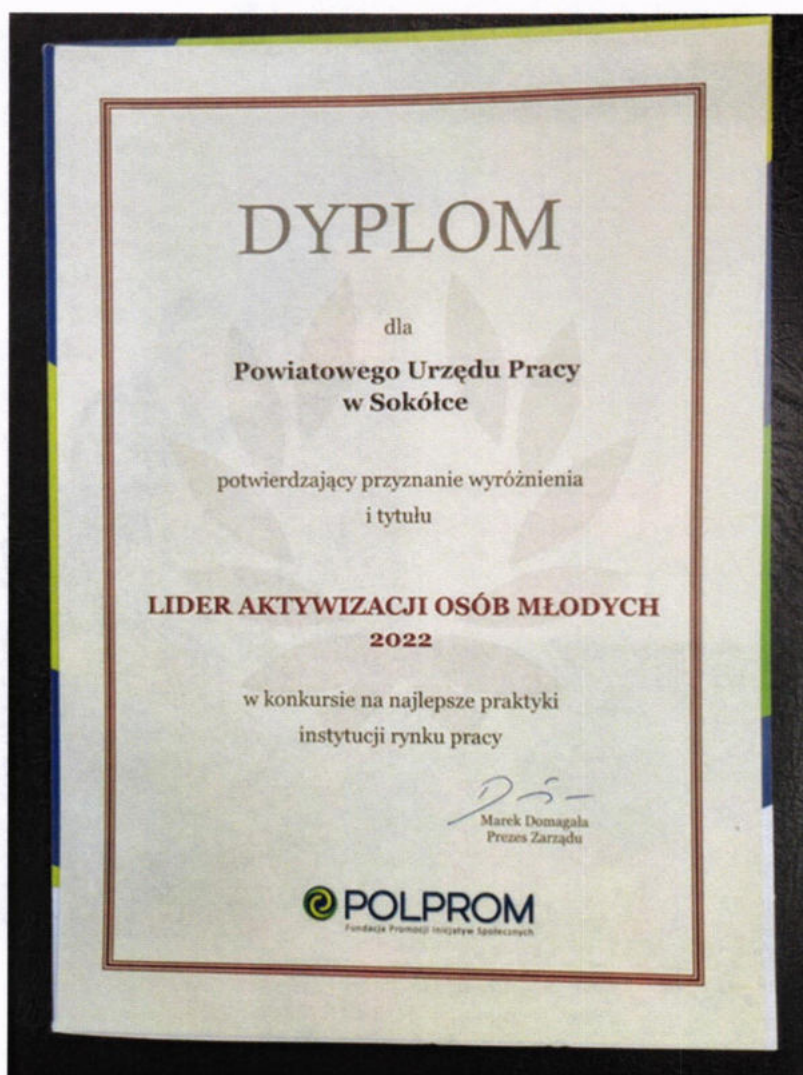 DYPLOM
dla
Powiatowego Urzędu Pracy
w Sokółce
potwierdzający przyznanie wyróżnienia
i tytułu
LIDER AKTYWIZACJI OSÓB MŁODYCH
2022
w konkursie na najlepsze praktyki
instytucji rynku pracy
Marek Domagała
Prezes Zarządu
POLPROM
Fundacja Promocji Inicjatyw Społecznych